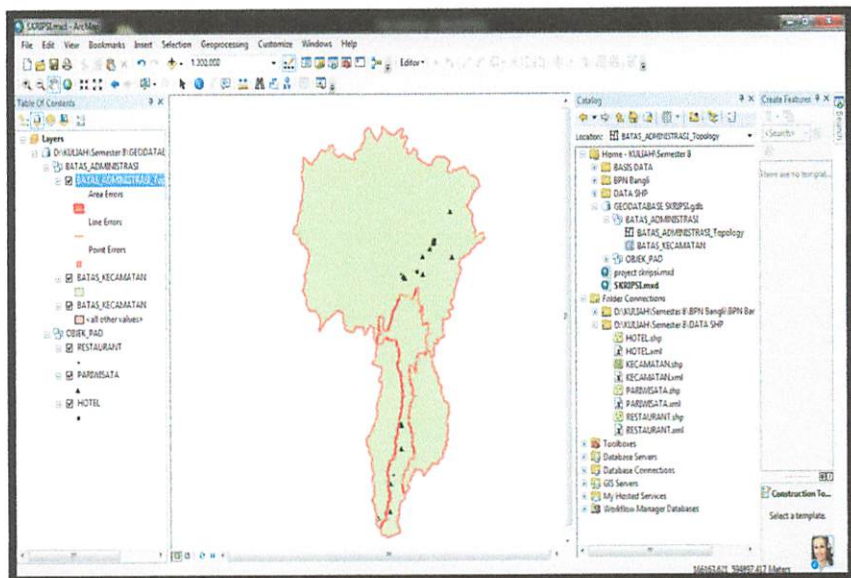 SKRIPSI.mxd - ArcMap
File Edit View Bookmarks Insert Selection Geoprocessing Customize Windows Help
1:300,000
Editor
Table Of Contents
Layers
D:\KULIAH\Semester 8\GEODATAB
BATAS_ADMINISTRASI
BATAS_ADMINISTRASI_Top
Area Errors
Line Errors
Point Errors
BATAS_KECAMATAN
BATAS_KECAMATAN
<all other values>
OBJEK_PAD
RESTAURANT
PARIWISATA
HOTEL
Catalog
Location: BATAS_ADMINISTRASI_Topology
Home - KULIAH\Semester 8
BASIS DATA
BPN Bangli
DATA SHP
GEODATABASE SKRIPSI.gdb
BATAS_ADMINISTRASI
BATAS_ADMINISTRASI_Topology
BATAS_KECAMATAN
OBJEK_PAD
project skripsi.mxd
SKRIPSI.mxd
Folder Connections
D:\KULIAH\Semester 8\BPN Bangli\BPN Ban
D:\KULIAH\Semester 8\DATA SHP
HOTEL.shp
HOTEL.xml
KECAMATAN.shp
KECAMATAN.xml
PARIWISATA.shp
PARIWISATA.xml
RESTAURANT.shp
RESTAURANT.xml
Toolboxes
Database Servers
Database Connections
GIS Servers
My Hosted Services
Workflow Manager Databases
Create Features
<Search>
There are no templat...
Search
Construction To...
Select a template.
Meters